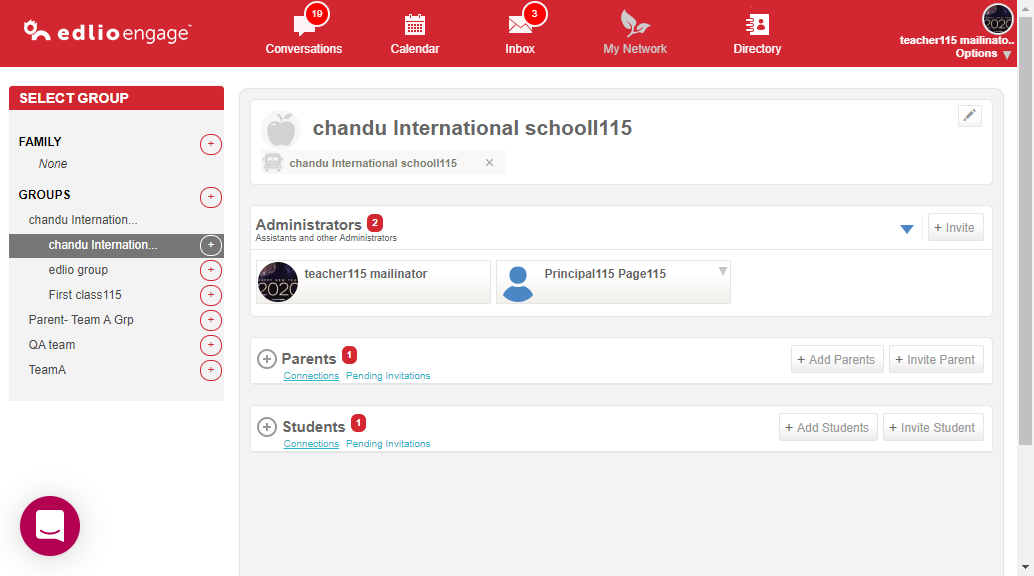 edlio engage™
19
Conversations
Calendar
3
Inbox
My Network
Directory
teacher115 mailinato..
Options
SELECT GROUP
FAMILY
+
None
GROUPS
+
chandu Internation...
chandu Internation...
+
edlio group
+
First class115
+
Parent- Team A Grp
+
QA team
+
TeamA
+
chandu International schooll115
chandu International schooll115 ×
Administrators 2
Assistants and other Administrators
+ Invite
teacher115 mailinator
2020
Principal115 Page115
Parents 1
Connections Pending Invitations
+ Add Parents
+ Invite Parent
Students 1
Connections Pending Invitations
+ Add Students
+ Invite Student